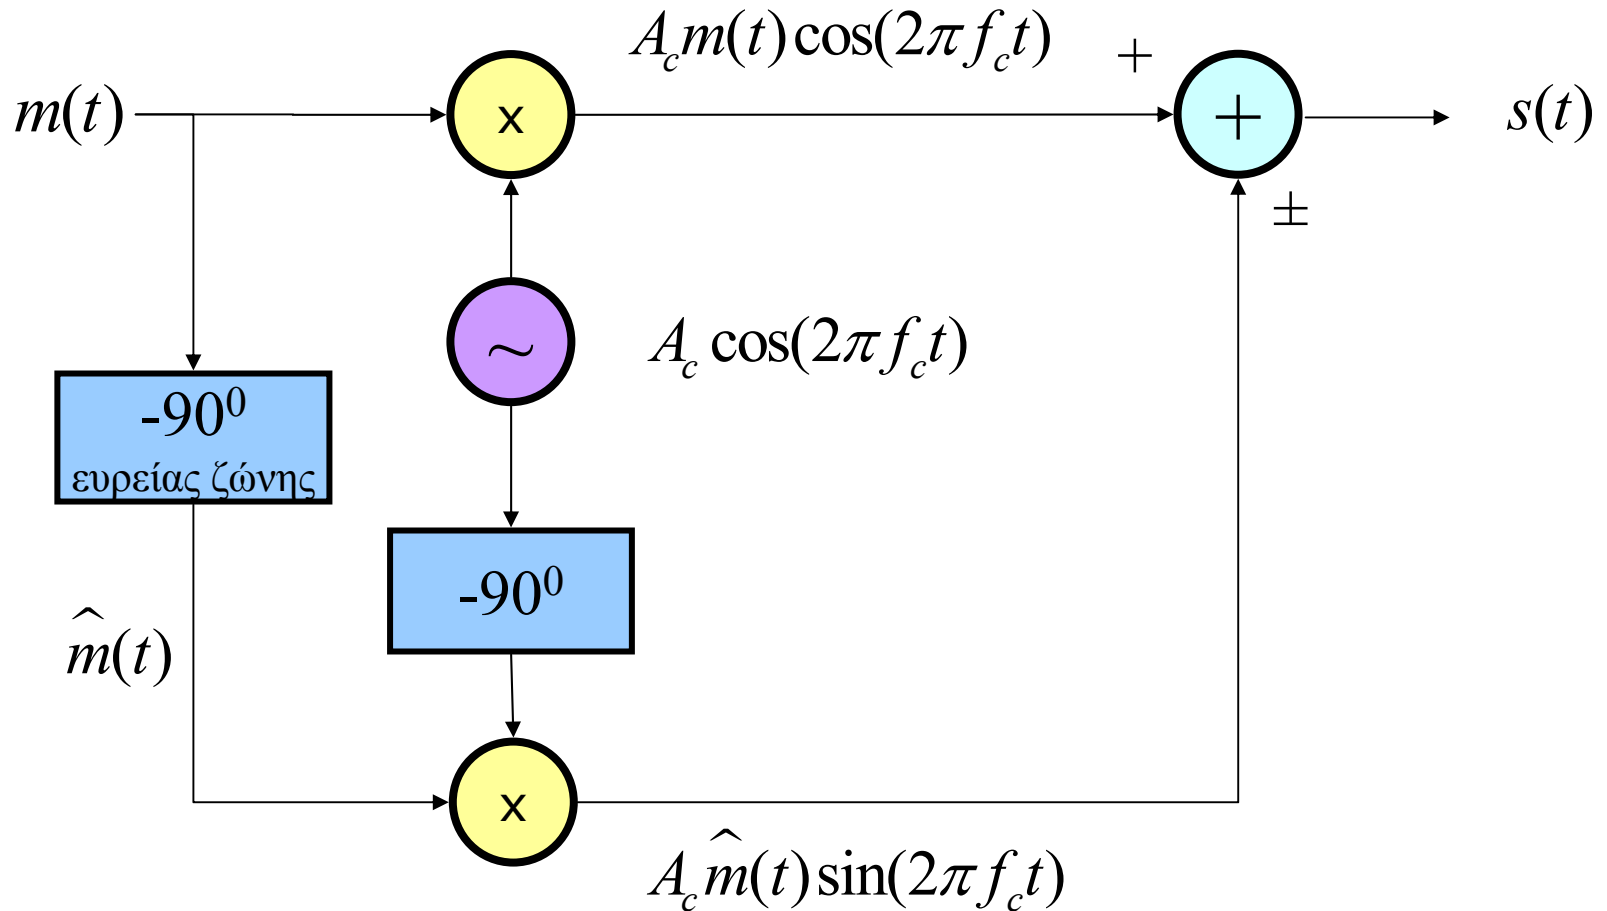 A_c m(t) cos(2π f_c t)
+
m(t)
x
+
s(t)
±
~
A_c cos(2π f_c t)
-90⁰
ευρείας ζώνης
-90⁰
m̂(t)
x
A_c m̂(t) sin(2π f_c t)